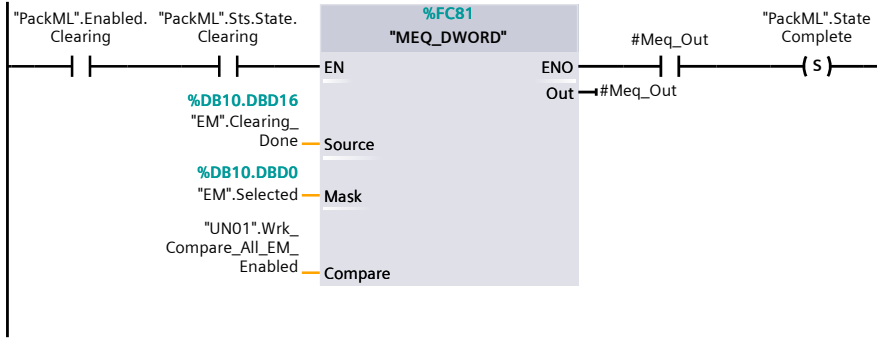 "PackML".Enabled.
Clearing
"PackML".Sts.State.
Clearing
%FC81
"MEQ_DWORD"
#Meq_Out
"PackML".State
Complete
EN
ENO
S
Out
#Meq_Out
%DB10.DBD16
"EM".Clearing_
Done
Source
%DB10.DBD0
"EM".Selected
Mask
"UN01".Wrk_
Compare_All_EM_
Enabled
Compare